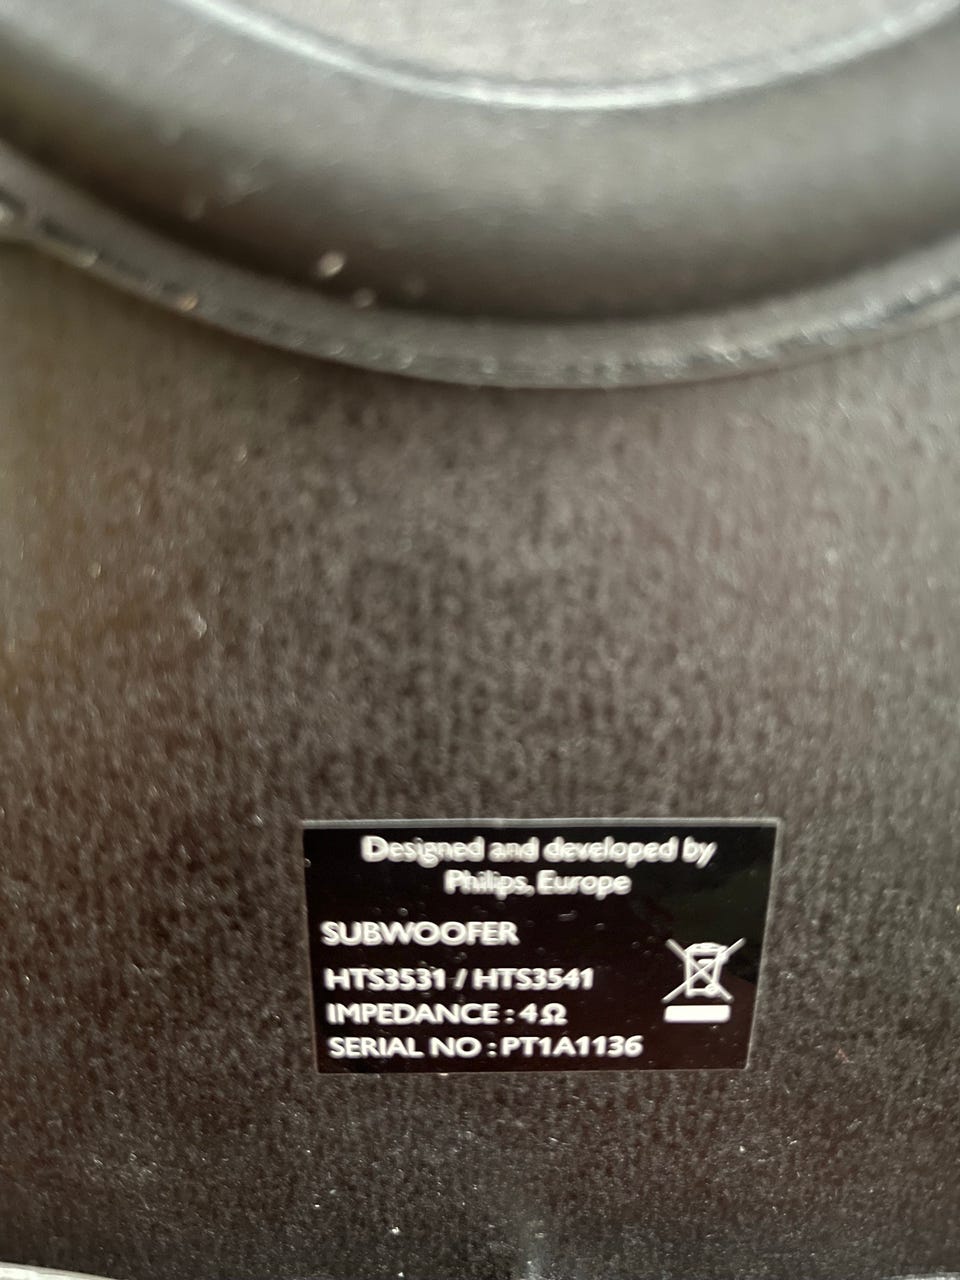 Designed and developed by
Philips, Europe
SUBWOOFER
HTS3531 / HTS3541
IMPEDANCE : 4 Ω
SERIAL NO : PT1A1136